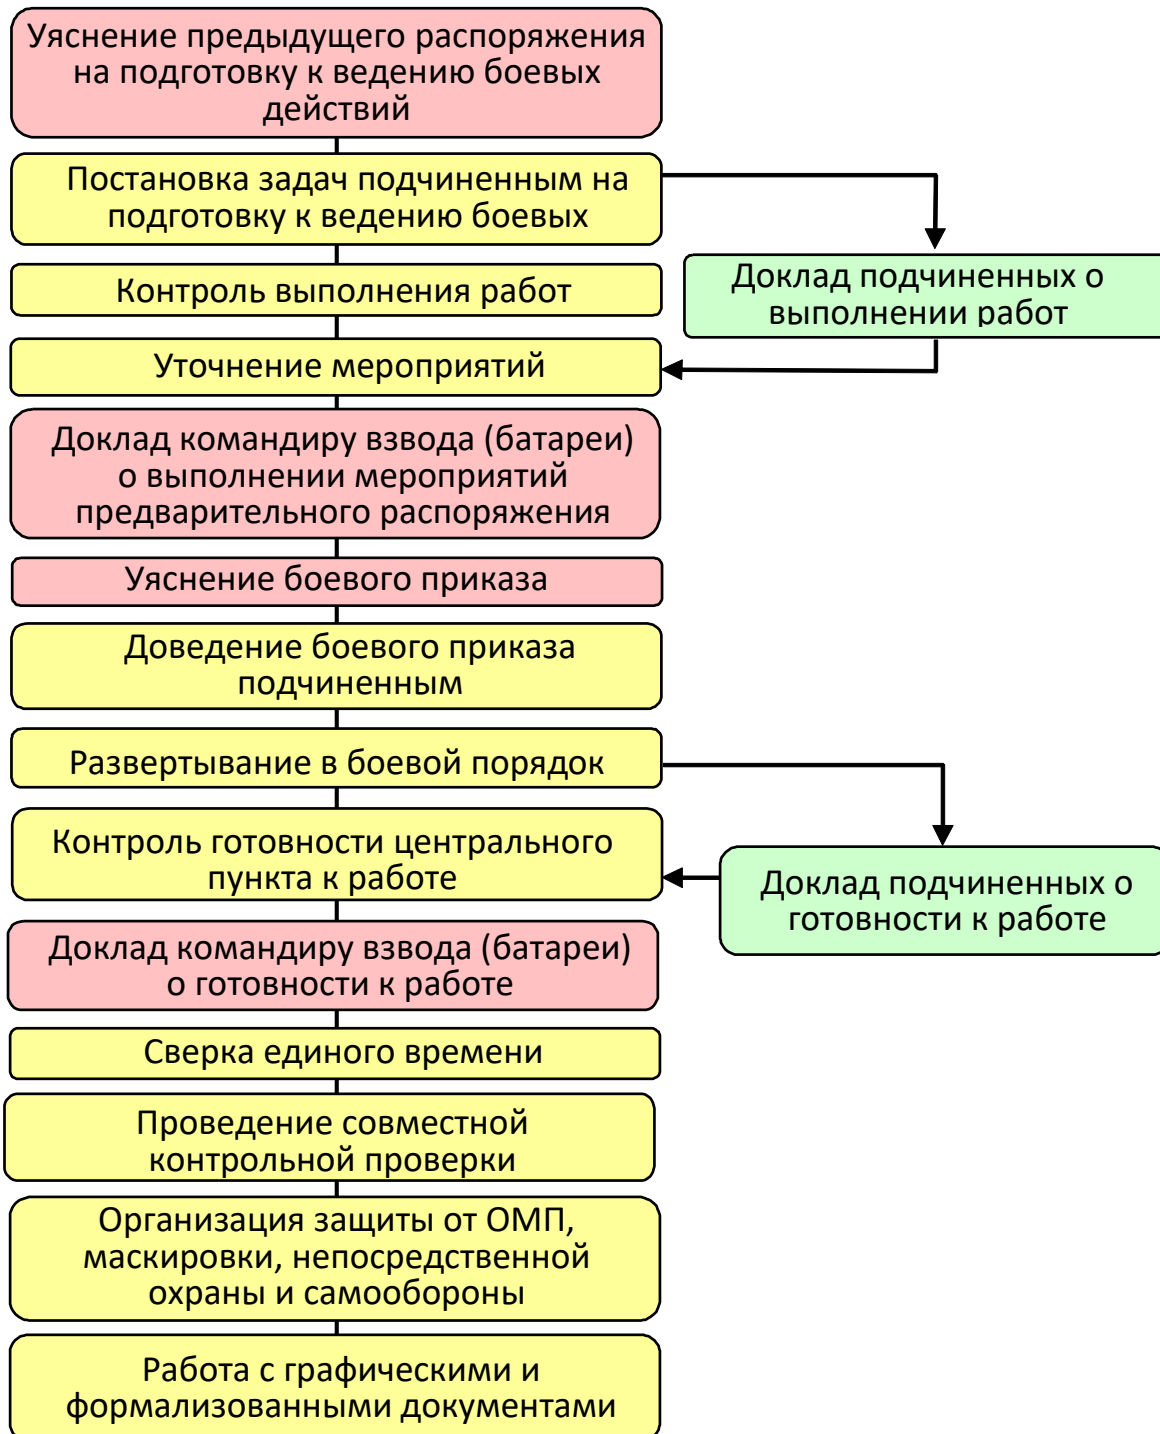 Уяснение предыдущего распоряжения
на подготовку к ведению боевых
действий
Постановка задач подчиненным на
подготовку к ведению боевых
Доклад подчиненных о
выполнении работ
Контроль выполнения работ
Уточнение мероприятий
Доклад командиру взвода (батареи)
о выполнении мероприятий
предварительного распоряжения
Уяснение боевого приказа
Доведение боевого приказа
подчиненным
Развертывание в боевой порядок
Контроль готовности центрального
пункта к работе
Доклад подчиненных о
готовности к работе
Доклад командиру взвода (батареи)
о готовности к работе
Сверка единого времени
Проведение совместной
контрольной проверки
Организация защиты от ОМП,
маскировки, непосредственной
охраны и самообороны
Работа с графическими и
формализованными документами